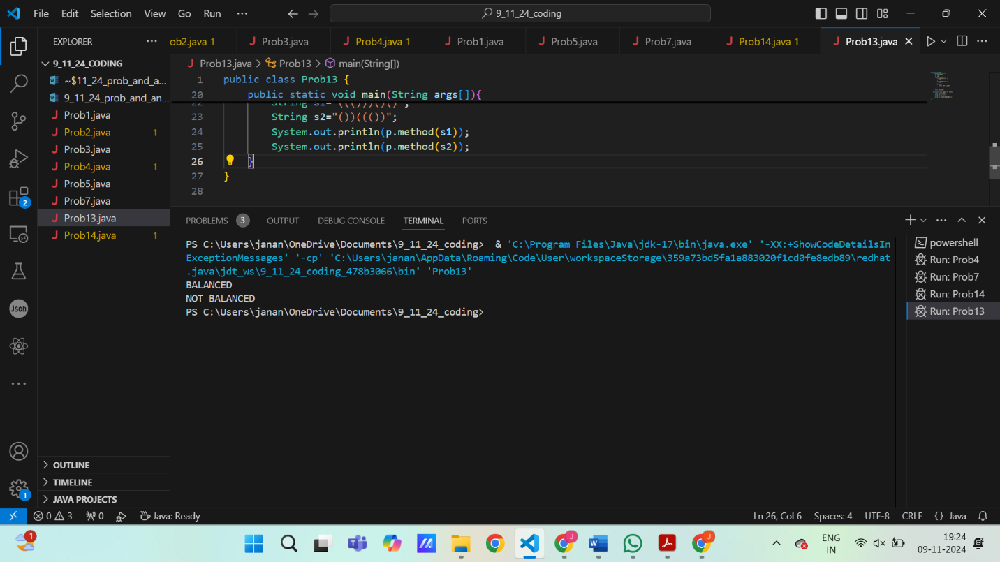 File Edit Selection View Go Run ··· 9_11_24_coding
EXPLORER ···
ob2.java 1 Prob3.java Prob4.java 1 Prob1.java Prob5.java Prob7.java Prob14.java 1 Prob13.java
9_11_24_CODING
~$11_24_prob_and_a...
9_11_24_prob_and_an...
Prob1.java
Prob2.java 1
Prob3.java
Prob4.java 1
Prob5.java
Prob7.java
Prob13.java
Prob14.java 1
OUTLINE
TIMELINE
JAVA PROJECTS
2
Json
1
Prob13.java > Prob13 > main(String[])
1 public class Prob13 {
20 public static void main(String args[]){
22 String s1="((()))()()";
23 String s2="())((())";
24 System.out.println(p.method(s1));
25 System.out.println(p.method(s2));
26 }
27 }
28
PROBLEMS 3 OUTPUT DEBUG CONSOLE TERMINAL PORTS
PS C:\Users\janan\OneDrive\Documents\9_11_24_coding> & 'C:\Program Files\Java\jdk-17\bin\java.exe' '-XX:+ShowCodeDetailsIn
ExceptionMessages' '-cp' 'C:\Users\janan\AppData\Roaming\Code\User\workspaceStorage\359a73bd5fa1a883020f1cd0fe8edb89\redhat
.java\jdt_ws\9_11_24_coding_478b3066\bin' 'Prob13'
BALANCED
NOT BALANCED
PS C:\Users\janan\OneDrive\Documents\9_11_24_coding>
powershell
Run: Prob4
Run: Prob7
Run: Prob14
Run: Prob13
0 3 0 Java: Ready Ln 26, Col 6 Spaces: 4 UTF-8 CRLF {} Java
1
J
J
ENG
IN
19:24
09-11-2024